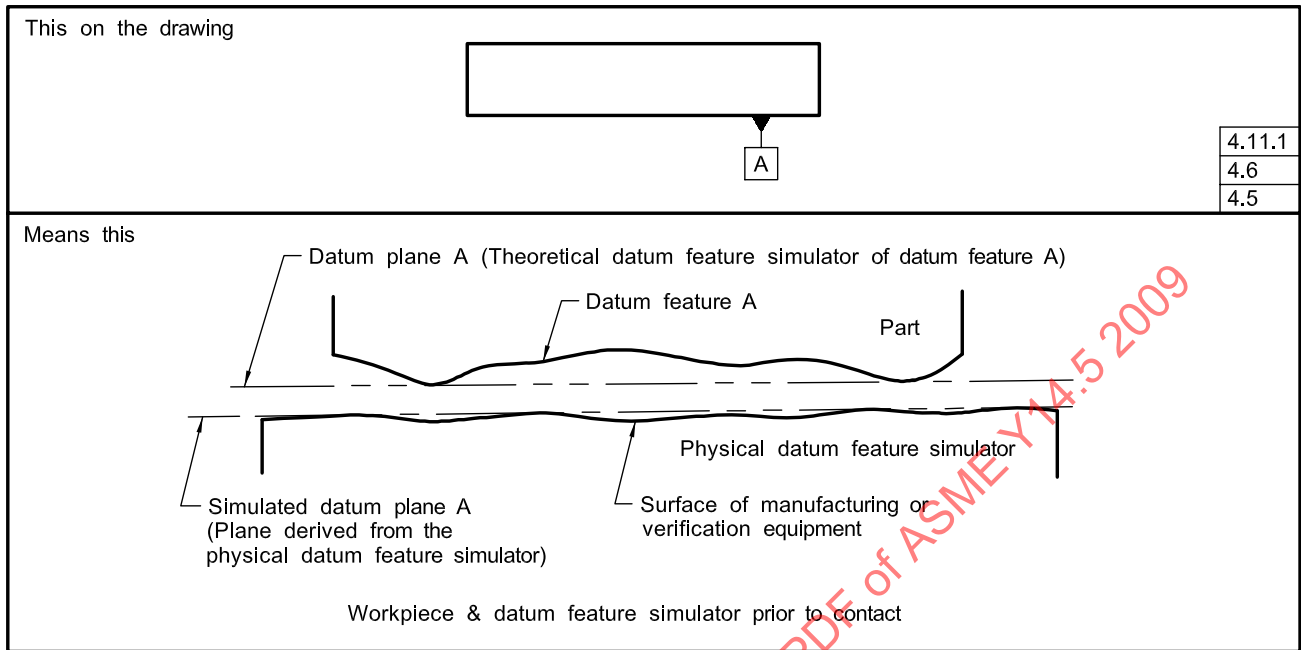 This on the drawing
A
4.11.1
4.6
4.5
Means this
Datum plane A (Theoretical datum feature simulator of datum feature A)
Datum feature A
Part
Physical datum feature simulator
Simulated datum plane A
(Plane derived from the
physical datum feature simulator)
Surface of manufacturing or
verification equipment
Workpiece & datum feature simulator prior to contact
PDF of ASME Y14.5 2009